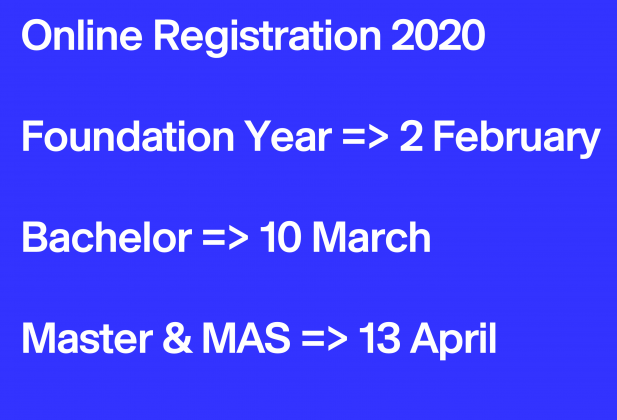 Online Registration 2020
Foundation Year => 2 February
Bachelor => 10 March
Master & MAS => 13 April